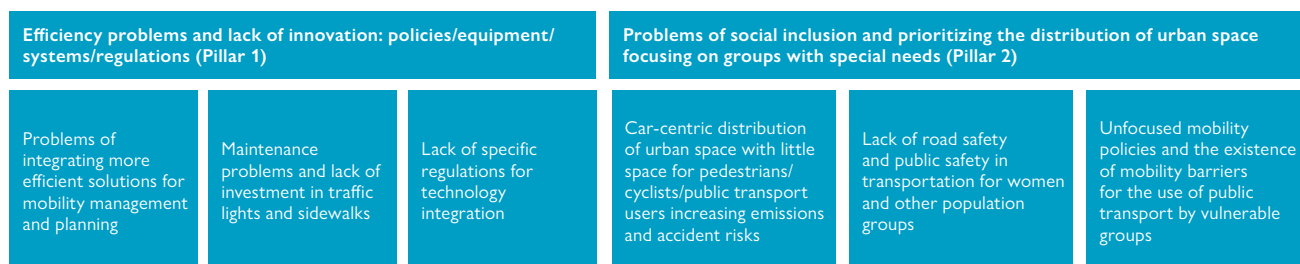 Efficiency problems and lack of innovation: policies/equipment/
systems/regulations (Pillar 1)
Problems of social inclusion and prioritizing the distribution of urban space
focusing on groups with special needs (Pillar 2)
Problems of
integrating more
efficient solutions for
mobility management
and planning
Maintenance
problems and lack of
investment in traffic
lights and sidewalks
Lack of specific
regulations for
technology
integration
Car-centric distribution
of urban space with little
space for pedestrians/
cyclists/public transport
users increasing emissions
and accident risks
Lack of road safety
and public safety in
transportation for women
and other population
groups
Unfocused mobility
policies and the existence
of mobility barriers
for the use of public
transport by vulnerable
groups